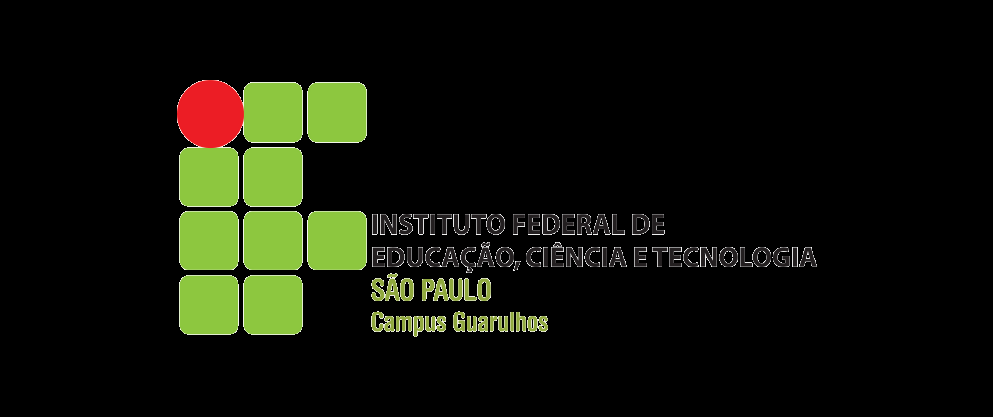 INSTITUTO FEDERAL DE
EDUCAÇÃO, CIÊNCIA E TECNOLOGIA
SÃO PAULO
Campus Guarulhos